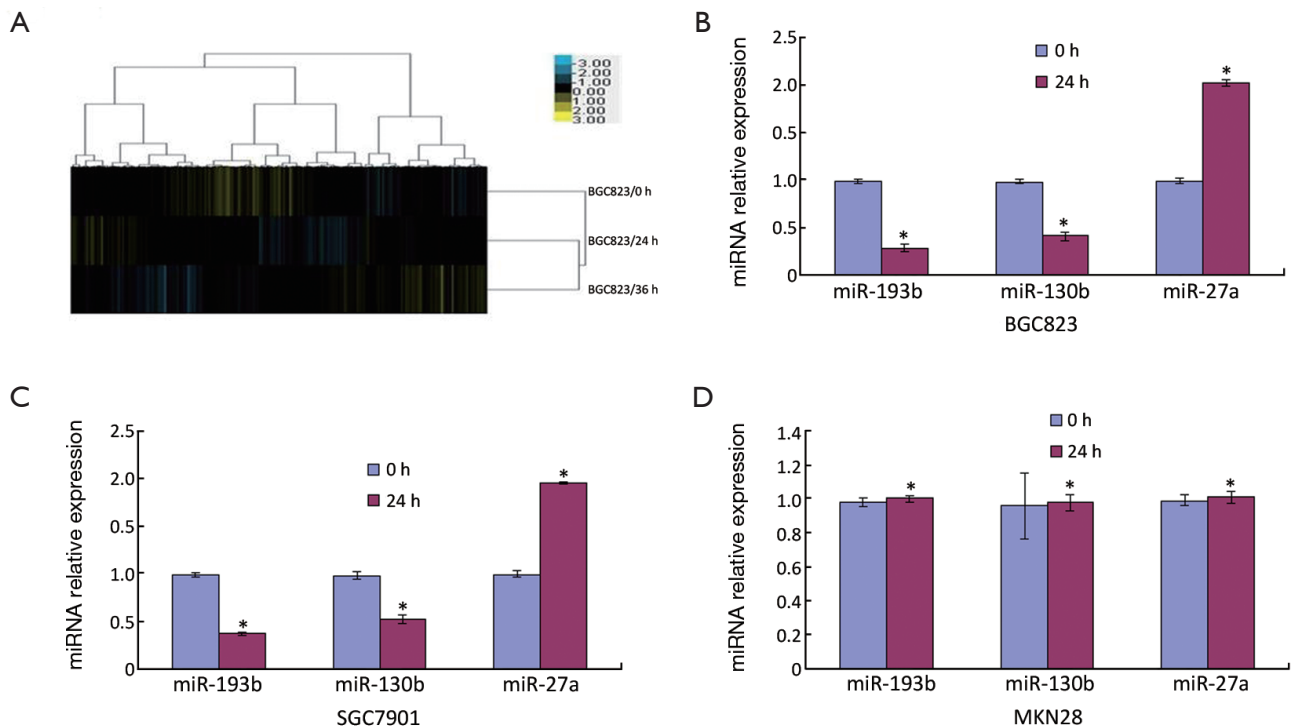 A
-3.00
-2.00
-1.00
0.00
1.00
2.00
3.00
BGC823/0 h
BGC823/24 h
BGC823/36 h
B
miRNA relative expression
2.5
2.0
0.5
1.0
0.5
0
0 h
24 h
*
*
*
miR-193b
miR-130b
miR-27a
BGC823
C
miRNA relative expression
2.5
2.0
0.5
1.0
0.5
0
0 h
24 h
*
*
*
miR-193b
miR-130b
miR-27a
SGC7901
D
miRNA relative expression
1.4
1.2
1.0
0.8
0.6
0.4
0.2
0
0 h
24 h
*
*
*
miR-193b
miR-130b
miR-27a
MKN28